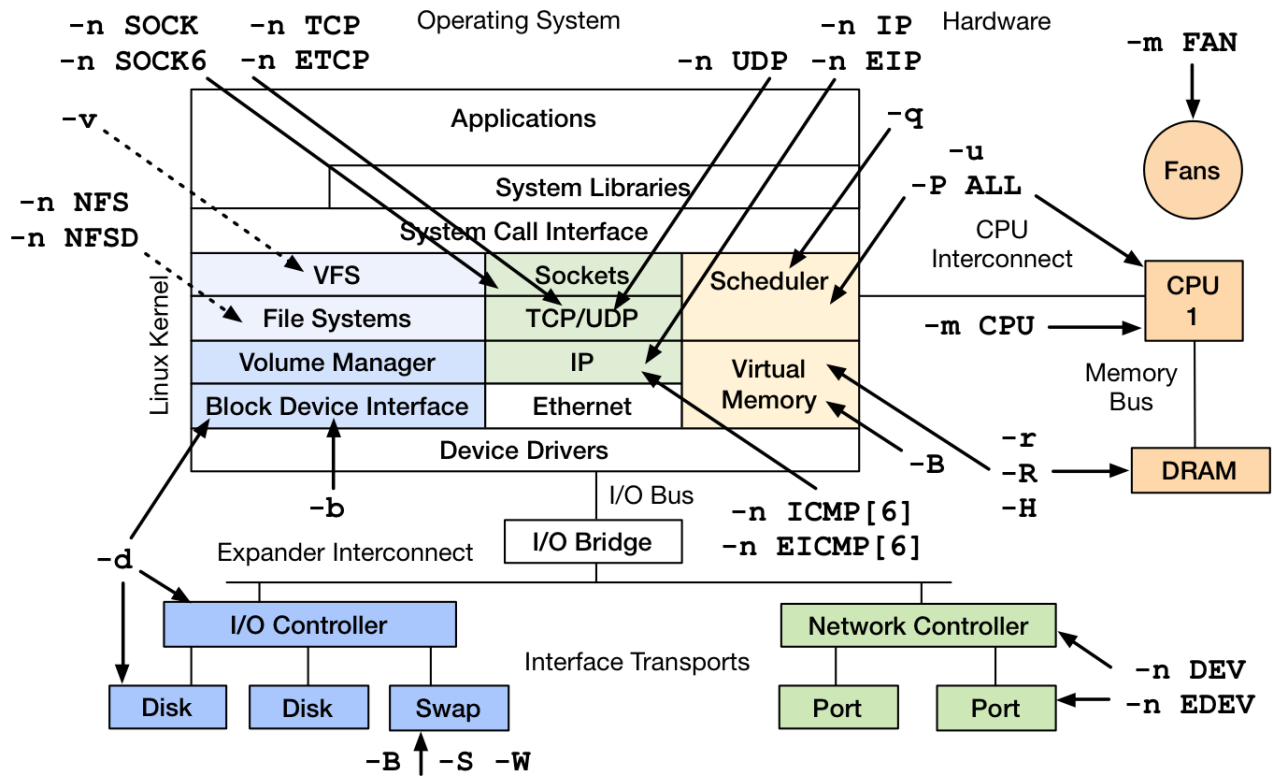 -n SOCK
-n TCP
Operating System
-n IP
Hardware
-n SOCK6
-n ETCP
-n UDP
-n EIP
-m FAN
-v
Applications
-q
-u
-P ALL
Fans
System Libraries
-n NFS
-n NFSD
System Call Interface
CPU
Interconnect
Linux Kernel
VFS
Sockets
Scheduler
CPU
1
File Systems
TCP/UDP
-m CPU
Volume Manager
IP
Virtual
Memory
Memory
Bus
Block Device Interface
Ethernet
Device Drivers
-B
-r
-R
-H
DRAM
-b
I/O Bus
-n ICMP[6]
-n EICMP[6]
I/O Bridge
-d
Expander Interconnect
I/O Controller
Network Controller
Interface Transports
-n DEV
-n EDEV
Disk
Disk
Swap
Port
Port
-B
-S
-W